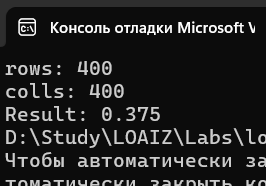 Консоль отладки Microsoft
rows: 400
colls: 400
Result: 0.375
D:\Study\LOAIZ\Labs\lo
Чтобы автоматически за
томатически закрыть ко